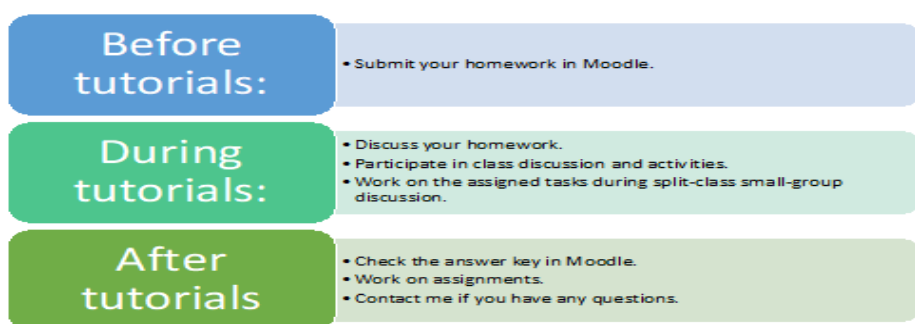 Before
tutorials:
• Submit your homework in Moodle.
During
tutorials:
• Discuss your homework.
• Participate in class discussion and activities.
• Work on the assigned tasks during split-class small-group
discussion.
After
tutorials
• Check the answer key in Moodle.
• Work on assignments.
• Contact me if you have any questions.